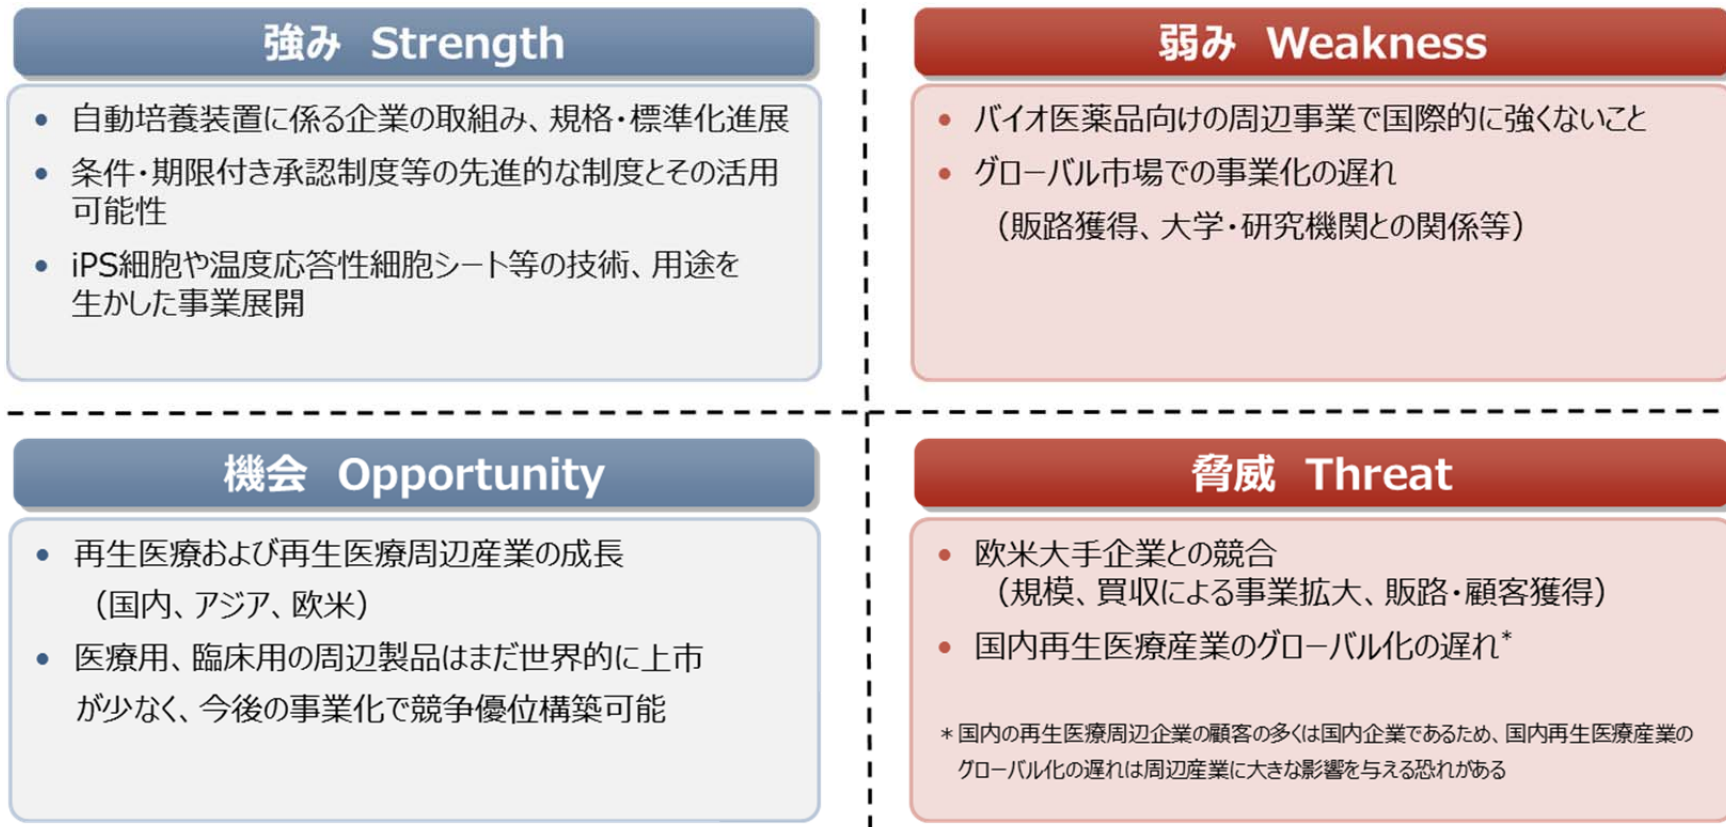 強み Strength
• 自動培養装置に係る企業の取組み、規格・標準化進展
• 条件・期限付き承認制度等の先進的な制度とその活用
可能性
• iPS細胞や温度応答性細胞シート等の技術、用途を
生かした事業展開
弱み Weakness
• バイオ医薬品向けの周辺事業で国際的に強くないこと
• グローバル市場での事業化の遅れ
（販路獲得、大学・研究機関との関係等）
機会 Opportunity
• 再生医療および再生医療周辺産業の成長
（国内、アジア、欧米）
• 医療用、臨床用の周辺製品はまだ世界的に上市
が少なく、今後の事業化で競争優位構築可能
脅威 Threat
• 欧米大手企業との競合
（規模、買収による事業拡大、販路・顧客獲得）
• 国内再生医療産業のグローバル化の遅れ*
* 国内の再生医療周辺企業の顧客の多くは国内企業であるため、国内再生医療産業の
グローバル化の遅れは周辺産業に大きな影響を与える恐れがある